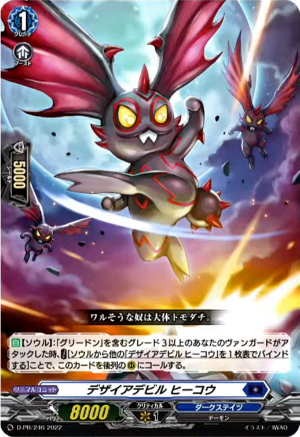 1
グレード
ブースト
5000
シールド
ワルそうな奴は大体トモダチ。
【ソウル】:「グリードン」を含むグレード3以上のあなたのヴァンガードがア
タックした時、【ソウルから他の「デザイアデビル ヒーコウ」を1枚表でバインド
する】ことで、このカードを後列の にコールする。
ノーマルユニット
デザイアデビル ヒーコウ
8000
クリティカル
1
ダークステイツ
デーモン
D-PR/246 2022
イラスト/